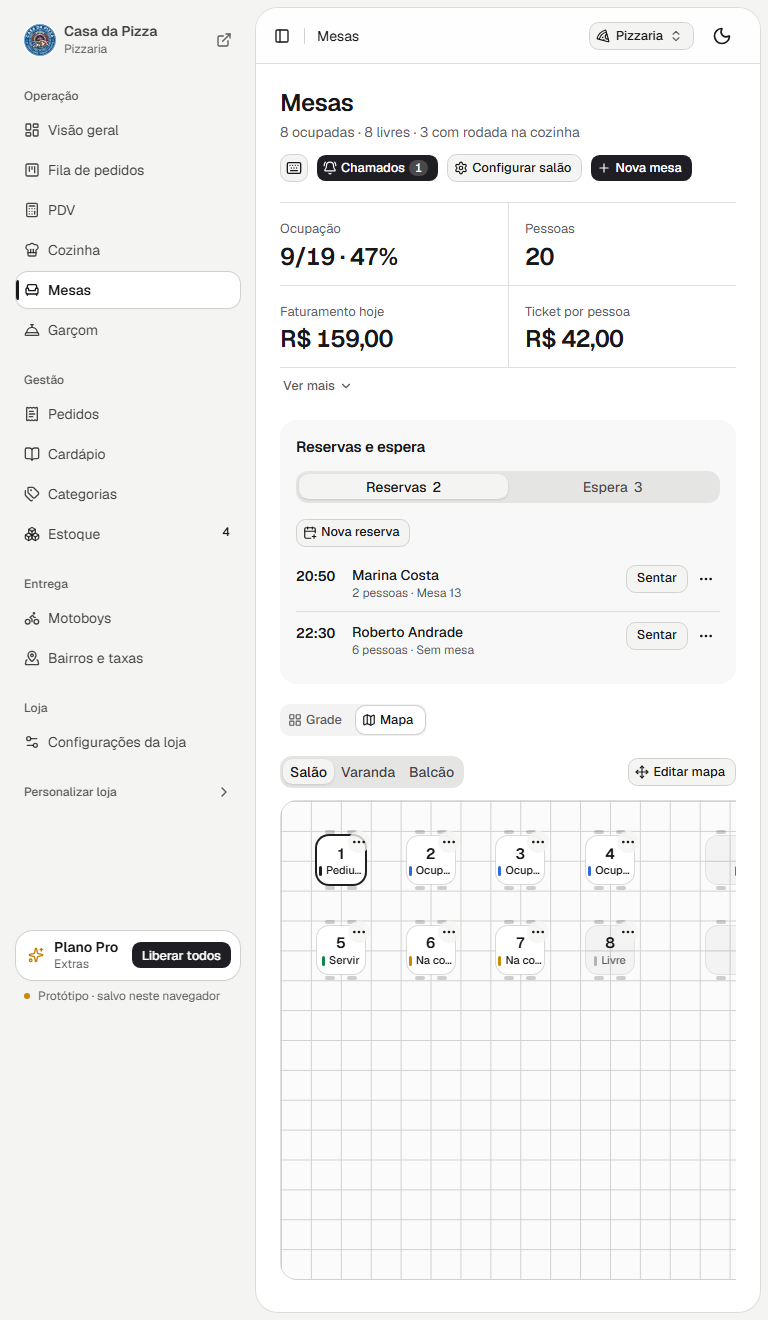 Casa da Pizza
Pizzaria
Operação
Visão geral
Fila de pedidos
PDV
Cozinha
Mesas
Garçom
Gestão
Pedidos
Cardápio
Categorias
Estoque 4
Entrega
Motoboys
Bairros e taxas
Loja
Configurações da loja
Personalizar loja
Plano Pro
Extras
Liberar todos
Protótipo · salvo neste navegador
Mesas
Pizzaria
Mesas
8 ocupadas · 8 livres · 3 com rodada na cozinha
Chamados 1
Configurar salão
Nova mesa
Ocupação
9/19 · 47%
Pessoas
20
Faturamento hoje
R$ 159,00
Ticket por pessoa
R$ 42,00
Ver mais
Reservas e espera
Reservas 2
Espera 3
Nova reserva
20:50 Marina Costa
2 pessoas · Mesa 13
Sentar
22:30 Roberto Andrade
6 pessoas · Sem mesa
Sentar
Grade
Mapa
Salão
Varanda
Balcão
Editar mapa
1
Pediu...
2
Ocup...
3
Ocup...
4
Ocup...
5
Servir
6
Na co...
7
Na co...
8
Livre